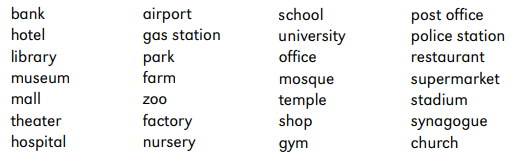 bank airport school post office
hotel gas station university police station
library park office restaurant
museum farm mosque supermarket
mall zoo temple stadium
theater factory shop synagogue
hospital nursery gym church